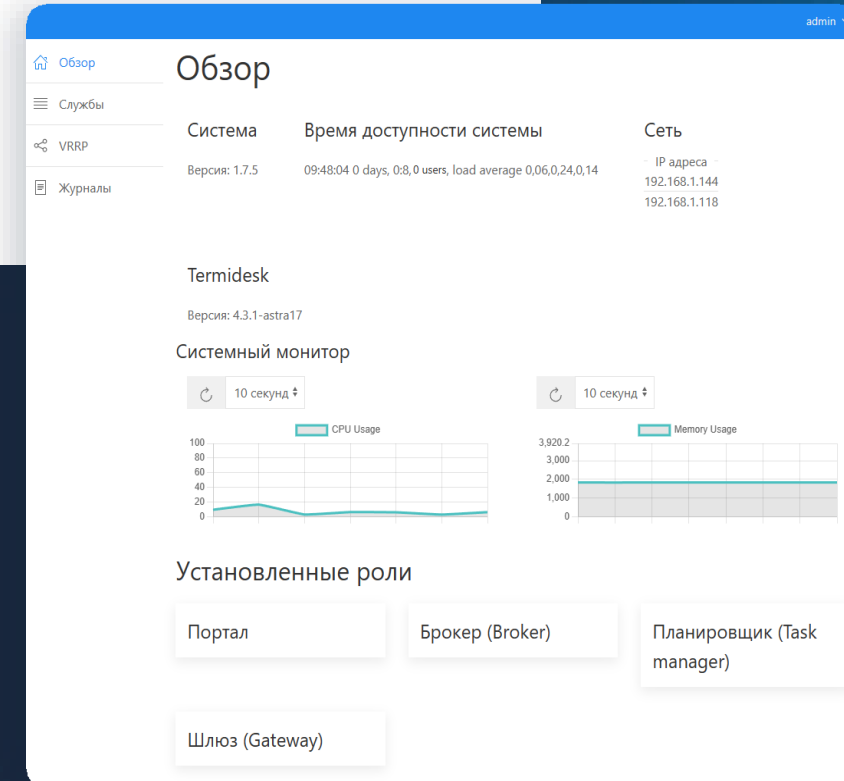 admin
Обзор
Службы
VRRP
Журналы
Обзор
Система
Версия: 1.7.5
Время доступности системы
09:48:04 0 days, 0:8, 0 users, load average 0,06,0,24,0,14
Сеть
IP адреса
192.168.1.144
192.168.1.118
Termidesk
Версия: 4.3.1-astra17
Системный монитор
10 секунд
CPU Usage
100
80
60
40
20
0
10 секунд
Memory Usage
3,920.2
3,000
2,000
1,000
0
Установленные роли
Портал
Брокер (Broker)
Планировщик (Task
manager)
Шлюз (Gateway)